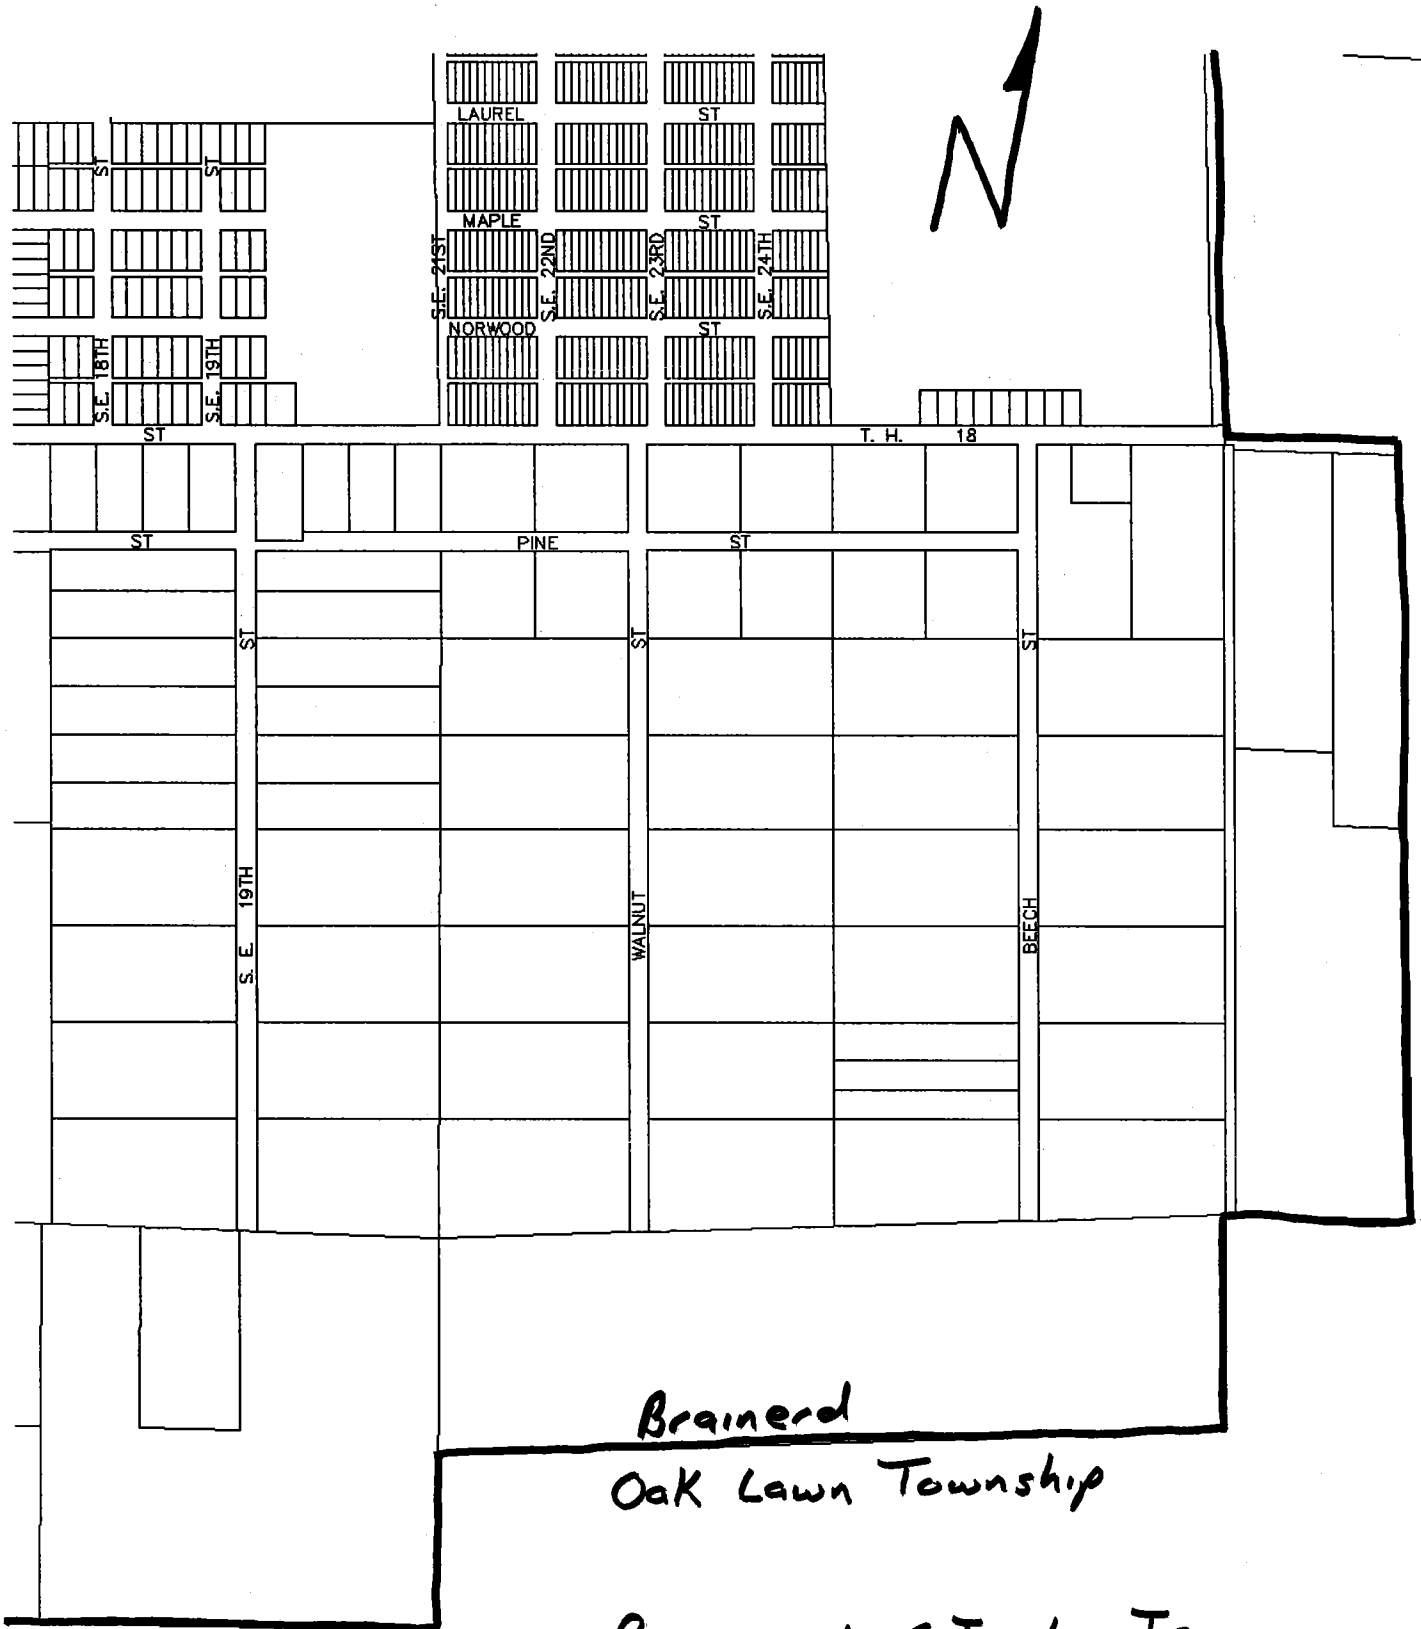 LAUREL ST
ST ST
MAPLE ST
S.E. 21ST
S.E. 22ND
S.E. 23RD
S.E. 24TH
NORWOOD ST
S.E. 18TH
S.E. 19TH
ST
T. H. 18
ST
PINE ST
ST
ST
ST
S. E. 19TH
WALNUT
BEECH
Brainerd
Oak Lawn Township